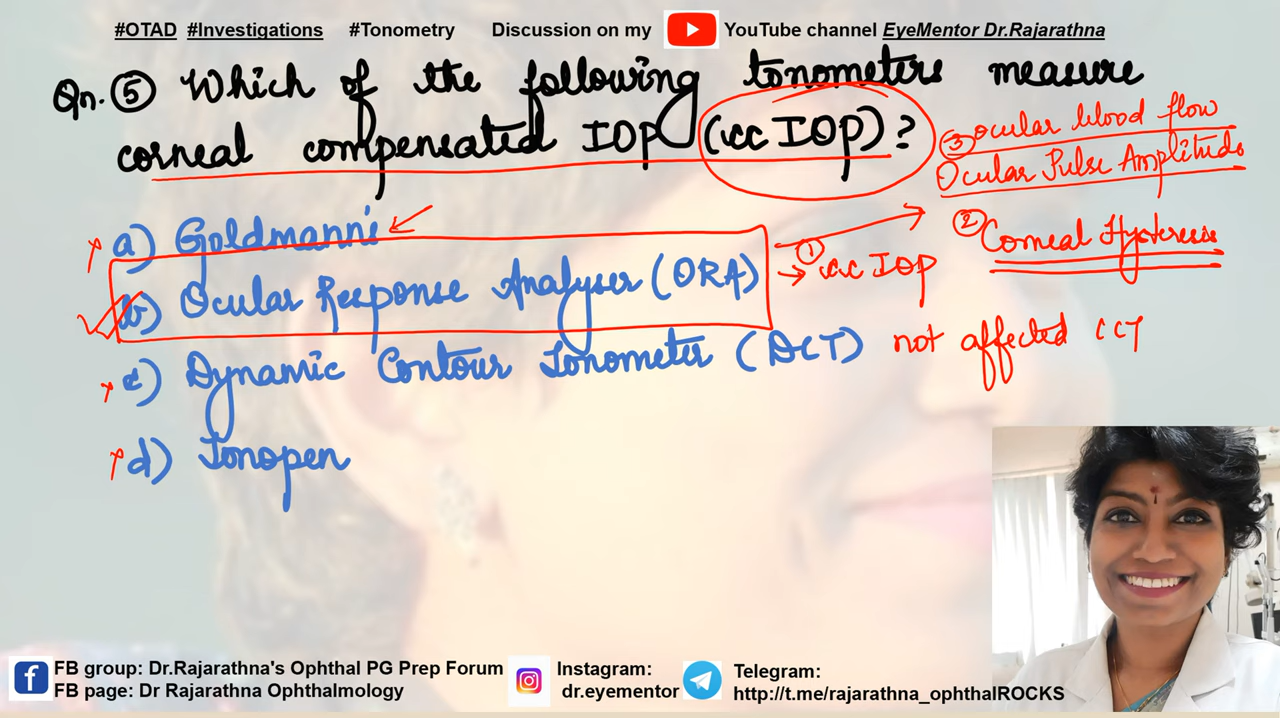 #OTAD #Investigations #Tonometry Discussion on my YouTube channel EyeMentor Dr.Rajarathna
Qn. 5 Which of the following tonometers measure
corneal compensated IOP (cc IOP) ?
3 ocular blood flow
Ocular Pulse Amplitude
a) Goldmann
2 Corneal Hysteresis
b) Ocular Response Analyser (ORA)
1 → cc IOP
c) Dynamic Contour Tonometer (DCT) not affected CCT
d) Tonopen
FB group: Dr.Rajarathna's Ophthal PG Prep Forum
FB page: Dr Rajarathna Ophthalmology
Instagram:
dr.eyementor
Telegram:
http://t.me/rajarathna_ophthalROCKS